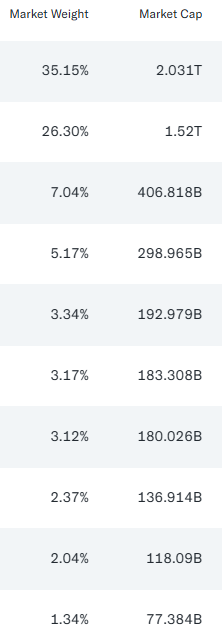 Market Weight Market Cap
35.15% 2.031T
26.30% 1.52T
7.04% 406.818B
5.17% 298.965B
3.34% 192.979B
3.17% 183.308B
3.12% 180.026B
2.37% 136.914B
2.04% 118.09B
1.34% 77.384B